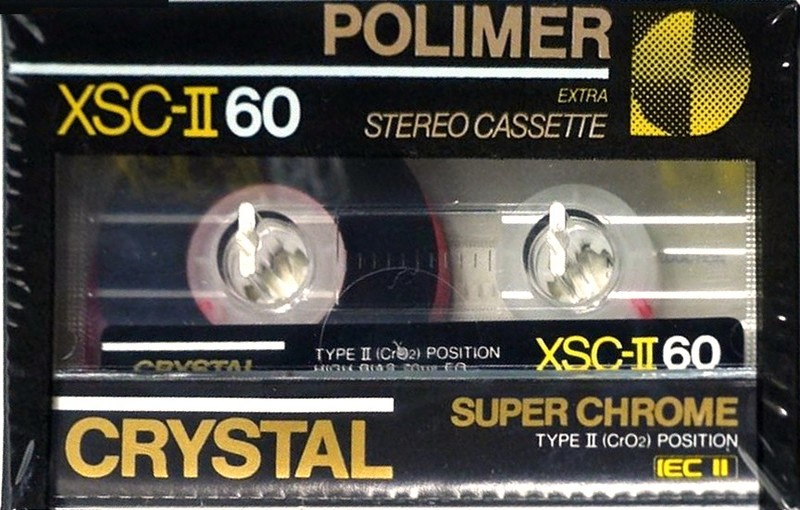 POLIMER
XSC-II 60
EXTRA
STEREO CASSETTE
TYPE II (CrO2) POSITION
XSC-II 60
CRYSTAL
CRYSTAL
SUPER CHROME
TYPE II (CrO2) POSITION
IEC II